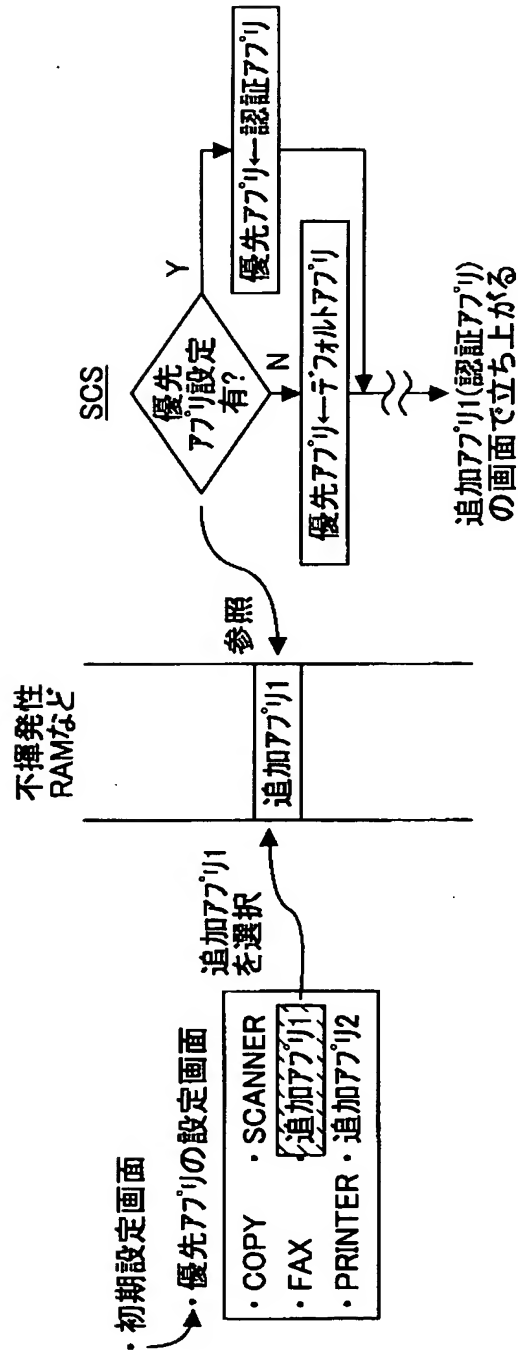 ・初期設定画面
・優先アプリの設定画面
・COPY ・SCANNER
・FAX ・追加アプリ1
・PRINTER ・追加アプリ2
追加アプリ1
を選択
不揮発性
RAMなど
追加アプリ1
参照
SCS
優先
アプリ設定
有?
Y
N
優先アプリ←認証アプリ
優先アプリ←デフォルトアプリ
追加アプリ1(認証アプリ)
の画面で立ち上がる